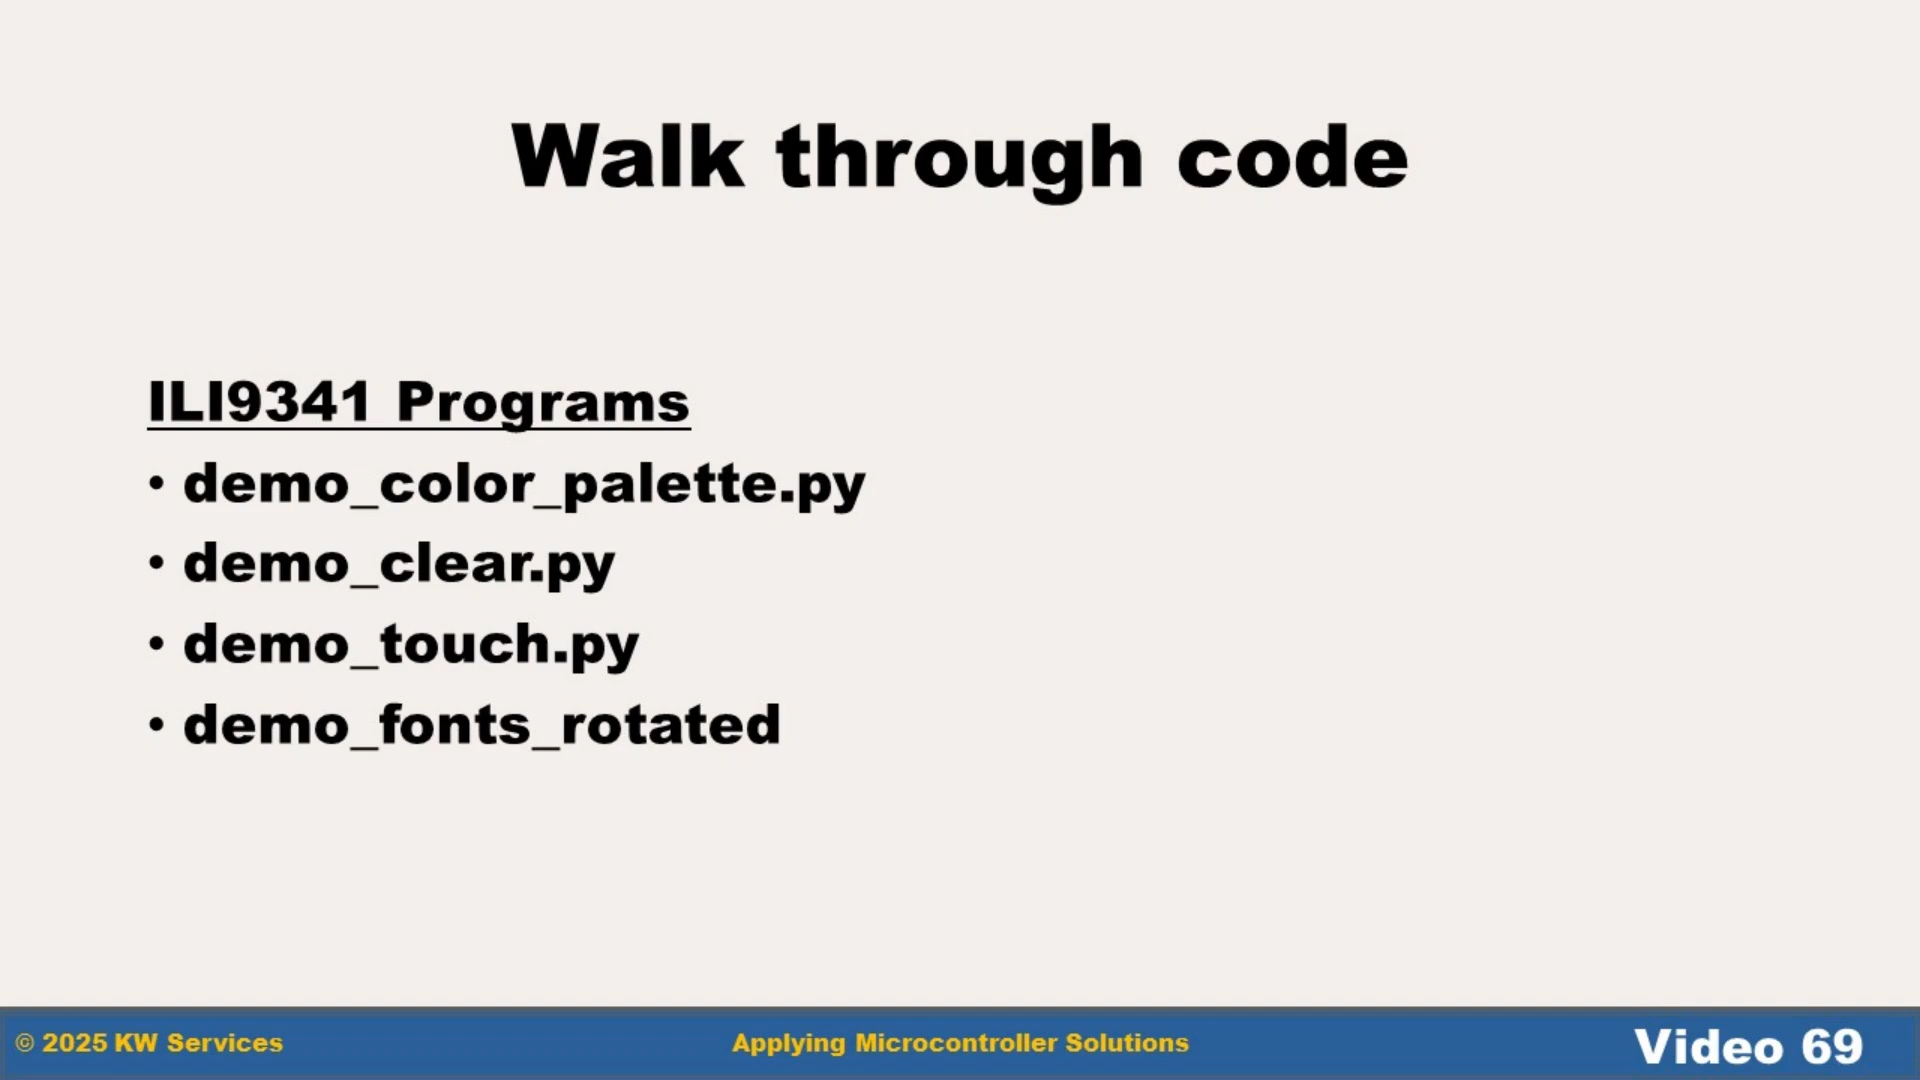 Walk through code
ILI9341 Programs
• demo_color_palette.py
• demo_clear.py
• demo_touch.py
• demo_fonts_rotated
© 2025 KW Services
Applying Microcontroller Solutions
Video 69